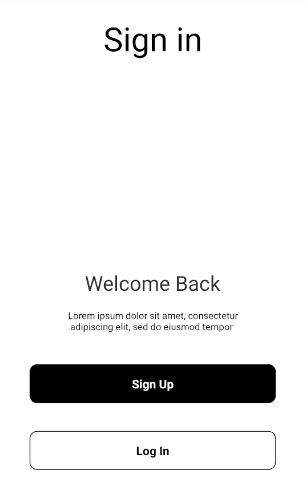 Sign in
Welcome Back
Lorem ipsum dolor sit amet, consectetur
adipiscing elit, sed do eiusmod tempor
Sign Up
Log In